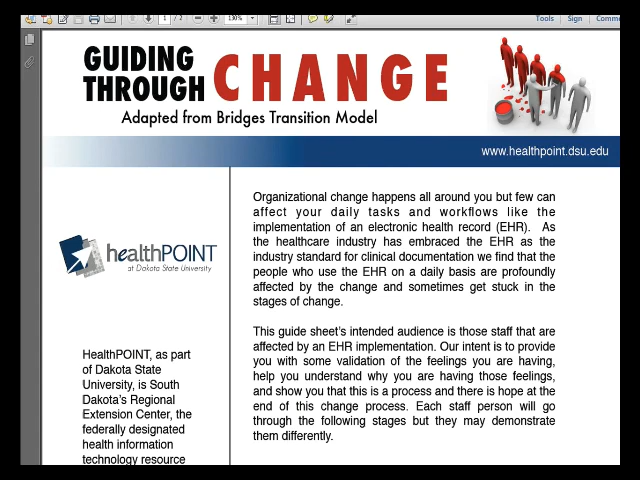 1 / 2 130%
Tools Sign
GUIDING
THROUGH CHANGE
Adapted from Bridges Transition Model
www.healthpoint.dsu.edu
healthPOINT
at Dakota State University
HealthPOINT, as part
of Dakota State
University, is South
Dakota's Regional
Extension Center, the
federally designated
health information
technology resource
Organizational change happens all around you but few can
affect your daily tasks and workflows like the
implementation of an electronic health record (EHR). As
the healthcare industry has embraced the EHR as the
industry standard for clinical documentation we find that the
people who use the EHR on a daily basis are profoundly
affected by the change and sometimes get stuck in the
stages of change.
This guide sheet's intended audience is those staff that are
affected by an EHR implementation. Our intent is to provide
you with some validation of the feelings you are having,
help you understand why you are having those feelings,
and show you that this is a process and there is hope at the
end of this change process. Each staff person will go
through the following stages but they may demonstrate
them differently.